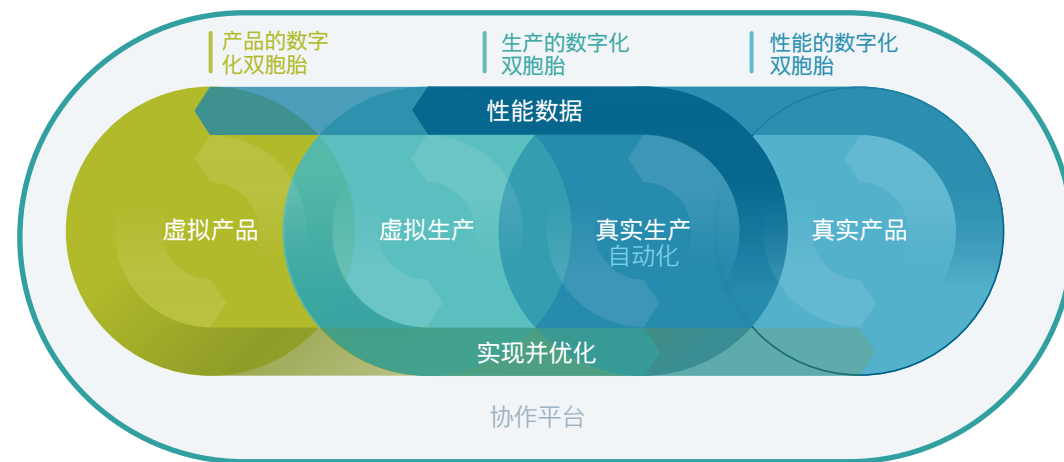 产品的数字
化双胞胎
生产的数字化
双胞胎
性能的数字化
双胞胎
性能数据
虚拟产品
虚拟生产
真实生产
自动化
真实产品
实现并优化
协作平台